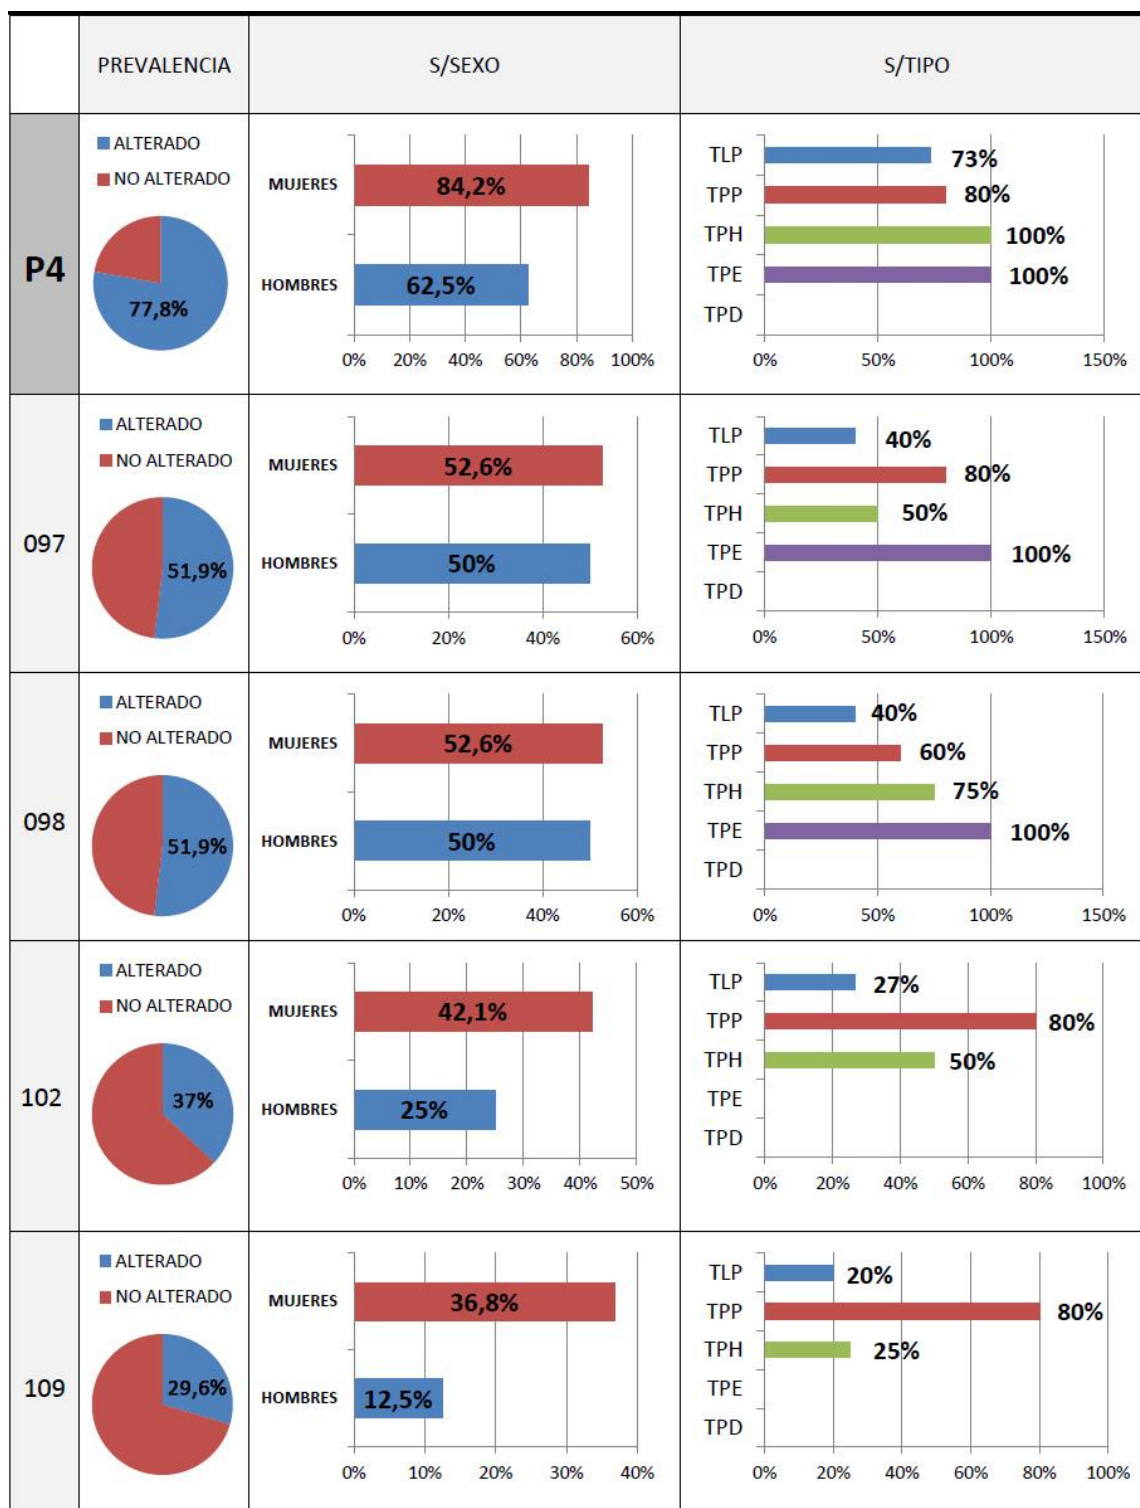 PREVALENCIA
S/SEXO
S/TIPO
P4
ALTERADO
NO ALTERADO
77,8%
MUJERES
84,2%
HOMBRES
62,5%
0% 20% 40% 60% 80% 100%
TLP 73%
TPP 80%
TPH 100%
TPE 100%
TPD
0% 50% 100% 150%
097
ALTERADO
NO ALTERADO
51,9%
MUJERES
52,6%
HOMBRES
50%
0% 20% 40% 60%
TLP 40%
TPP 80%
TPH 50%
TPE 100%
TPD
0% 50% 100% 150%
098
ALTERADO
NO ALTERADO
51,9%
MUJERES
52,6%
HOMBRES
50%
0% 20% 40% 60%
TLP 40%
TPP 60%
TPH 75%
TPE 100%
TPD
0% 50% 100% 150%
102
ALTERADO
NO ALTERADO
37%
MUJERES
42,1%
HOMBRES
25%
0% 10% 20% 30% 40% 50%
TLP 27%
TPP 80%
TPH 50%
TPE
TPD
0% 20% 40% 60% 80% 100%
109
ALTERADO
NO ALTERADO
29,6%
MUJERES
36,8%
HOMBRES
12,5%
0% 10% 20% 30% 40%
TLP 20%
TPP 80%
TPH 25%
TPE
TPD
0% 20% 40% 60% 80% 100%